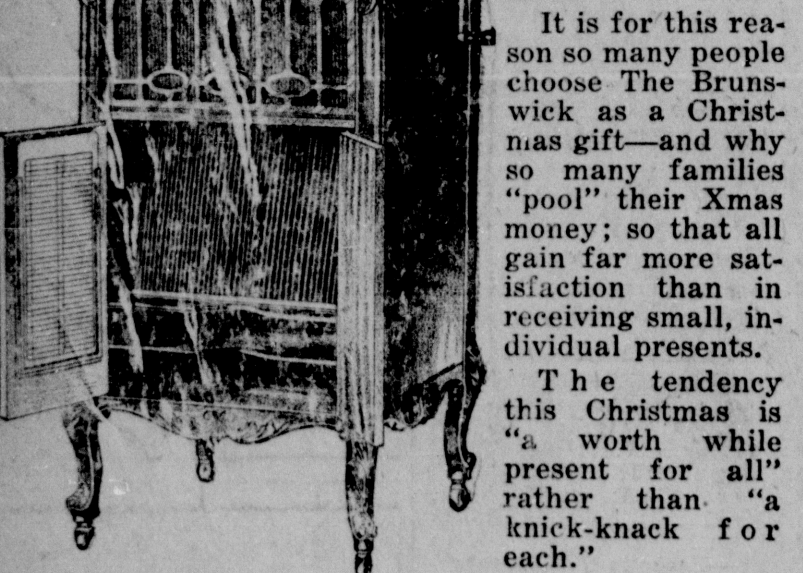 It is for this rea-
son so many people
choose The Bruns-
wick as a Christ-
mas gift—and why
so many families
“pool” their Xmas
money; so that all
gain far more sat-
isfaction than in
receiving small, in-
dividual presents.
The tendency
this Christmas is
“a worth while
present for all”
rather than “a
knick-knack for
each.”